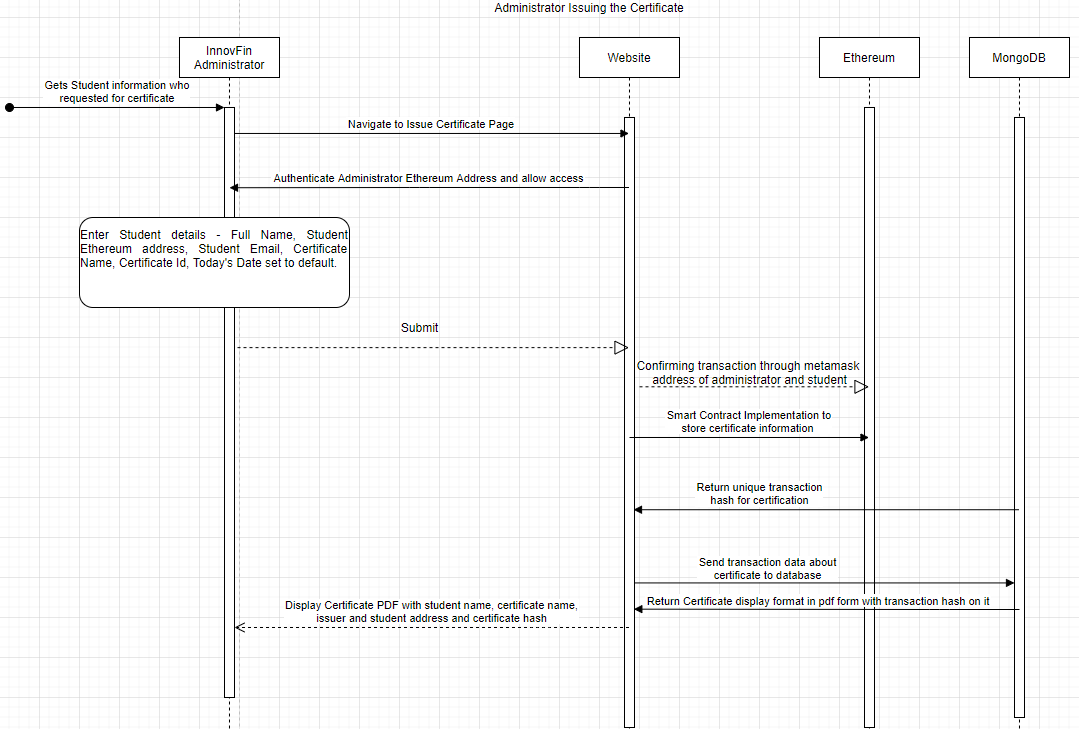 Administrator Issuing the Certificate
InnovFin
Administrator
Website
Ethereum
MongoDB
Gets Student information who
requested for certificate
Navigate to Issue Certificate Page
Authenticate Administrator Ethereum Address and allow access
Enter Student details - Full Name, Student
Ethereum address, Student Email, Certificate
Name, Certificate Id, Today's Date set to default.
Submit
Confirming transaction through metamask
address of administrator and student
Smart Contract Implementation to
store certificate information
Return unique transaction
hash for certification
Send transaction data about
certificate to database
Return Certificate display format in pdf form with transaction hash on it
Display Certificate PDF with student name, certificate name,
issuer and student address and certificate hash